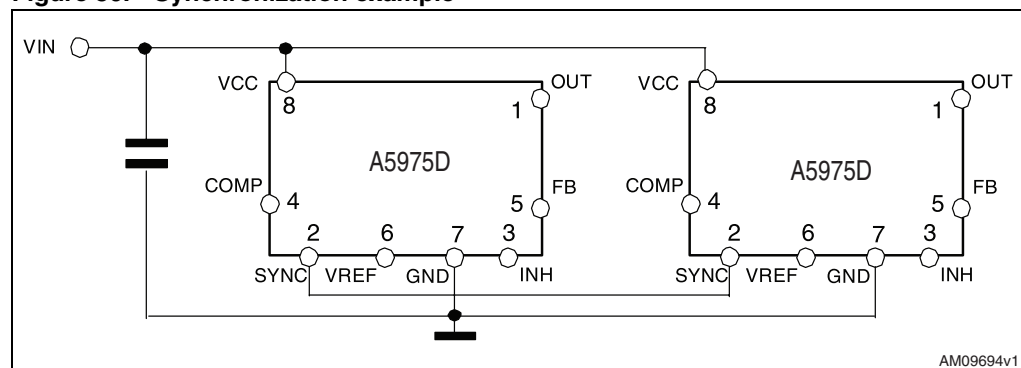 Figure Synchronization example
VIN
VCC
8
OUT
1
A5975D
COMP
4
FB
5
2
6
7
3
SYNC
VREF
GND
INH
VCC
8
OUT
1
A5975D
COMP
4
FB
5
2
6
7
3
SYNC
VREF
GND
INH
AM09694v1